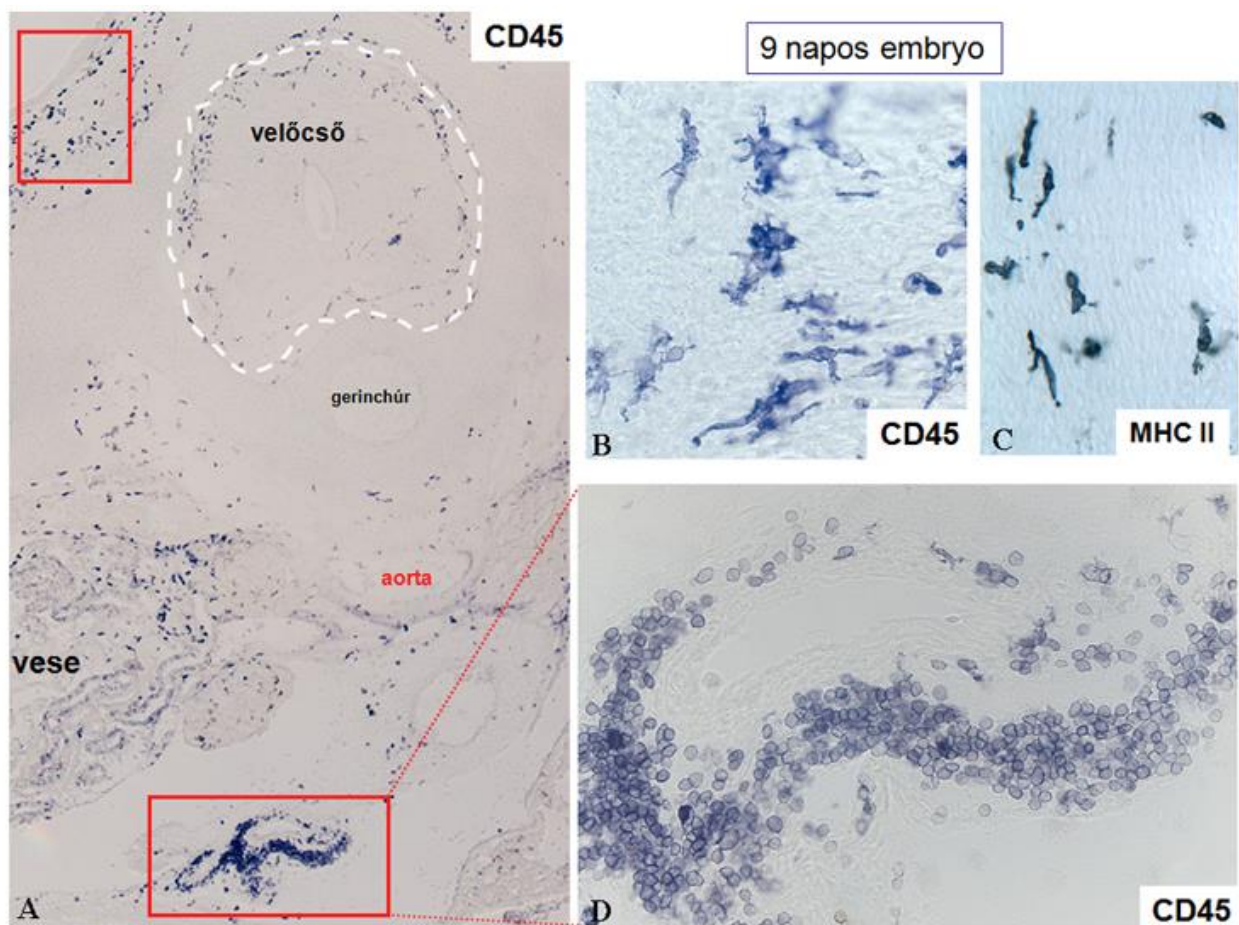 CD45
velőcső
gerinchúr
aorta
vese
A
9 napos embryo
B
CD45
C
MHC II
D
CD45